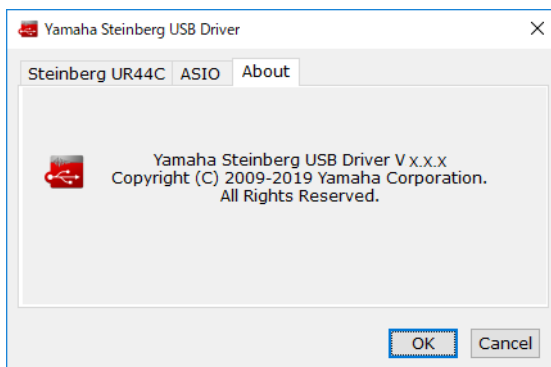 Yamaha Steinberg USB Driver
Steinberg UR44C ASIO About
Yamaha Steinberg USB Driver V x.x.x
Copyright (C) 2009-2019 Yamaha Corporation.
All Rights Reserved.
OK Cancel